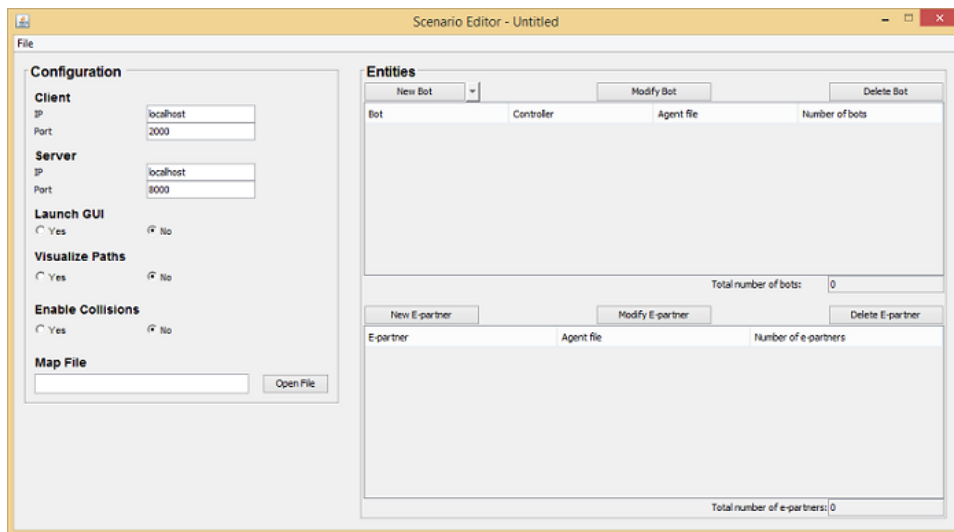 Scenario Editor - Untitled
File
Configuration
Client
IP localhost
Port 2000
Server
IP localhost
Port 8000
Launch GUI
Yes No
Visualize Paths
Yes No
Enable Collisions
Yes No
Map File
Open File
Entities
New Bot Modify Bot Delete Bot
Bot Controller Agent file Number of bots
Total number of bots: 0
New E-partner Modify E-partner Delete E-partner
E-partner Agent file Number of e-partners
Total number of e-partners: 0